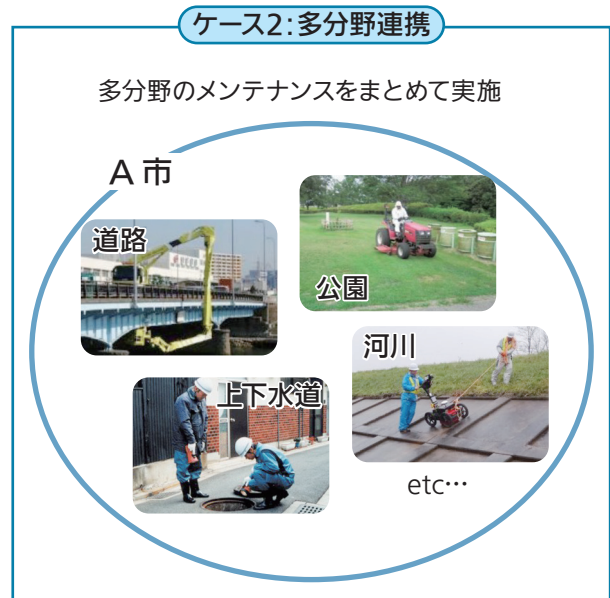 ケース2:多分野連携
多分野のメンテナンスをまとめて実施
A市
道路
公園
河川
上下水道
etc…